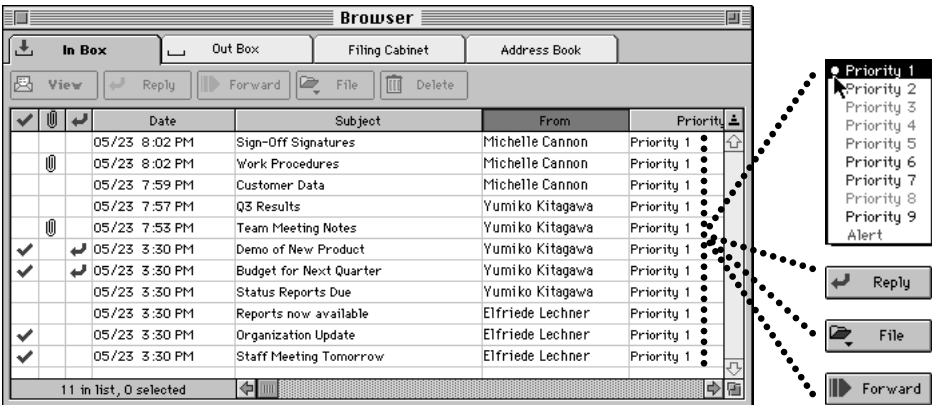 Browser
In Box Out Box Filing Cabinet Address Book
View Reply Forward File Delete
Date Subject From Priority
05/23 8:02 PM Sign-Off Signatures Michelle Cannon Priority 1
05/23 8:02 PM Work Procedures Michelle Cannon Priority 1
05/23 7:59 PM Customer Data Michelle Cannon Priority 1
05/23 7:57 PM Q3 Results Yumiko Kitagawa Priority 1
05/23 7:53 PM Team Meeting Notes Yumiko Kitagawa Priority 1
05/23 3:30 PM Demo of New Product Yumiko Kitagawa Priority 1
05/23 3:30 PM Budget for Next Quarter Yumiko Kitagawa Priority 1
05/23 3:30 PM Status Reports Due Yumiko Kitagawa Priority 1
05/23 3:30 PM Reports now available Elfriede Lechner Priority 1
05/23 3:30 PM Organization Update Elfriede Lechner Priority 1
05/23 3:30 PM Staff Meeting Tomorrow Elfriede Lechner Priority 1
11 in list, 0 selected
Priority 1
Priority 2
Priority 3
Priority 4
Priority 5
Priority 6
Priority 7
Priority 8
Priority 9
Alert
Reply
File
Forward